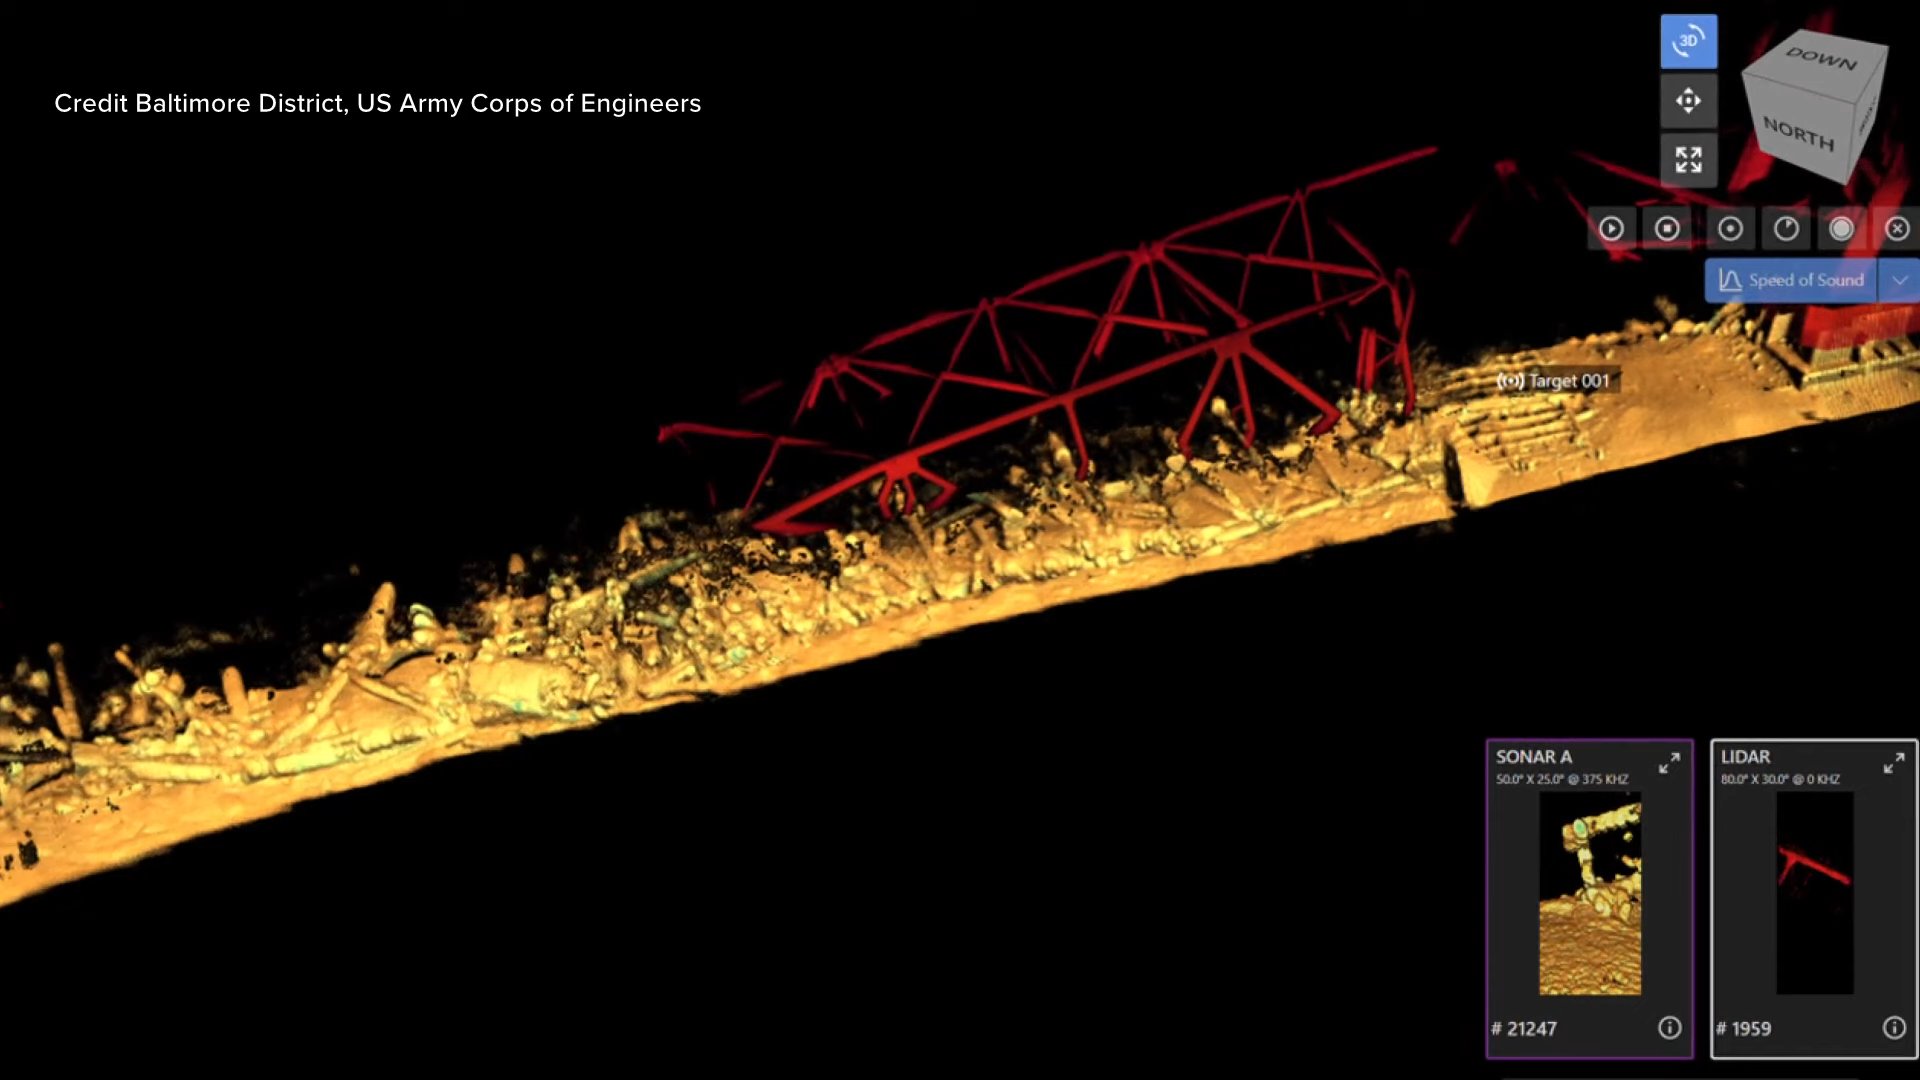 Credit Baltimore District, US Army Corps of Engineers
3D
DOWN
NORTH
Speed of Sound
Target 001
SONAR A
50.0° X 25.0° @ 375 KHZ
# 21247
LIDAR
80.0° X 30.0° @ 0 KHZ
# 1959